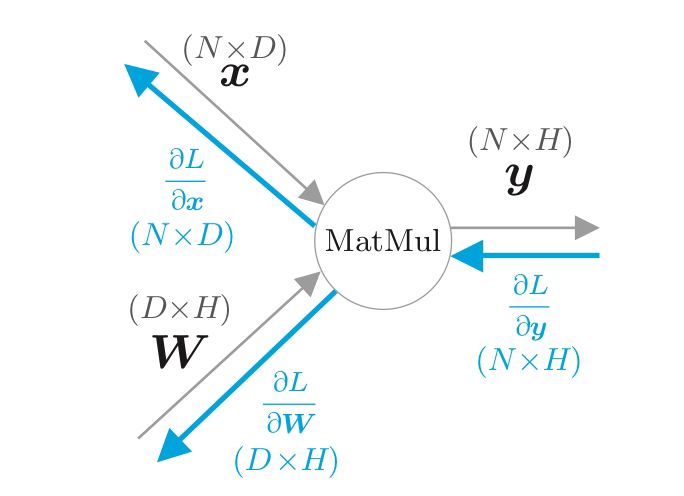 (N×D)
x
∂L
∂x
(N×D)
(N×H)
y
MatMul
∂L
∂y
(N×H)
(D×H)
W
∂L
∂W
(D×H)